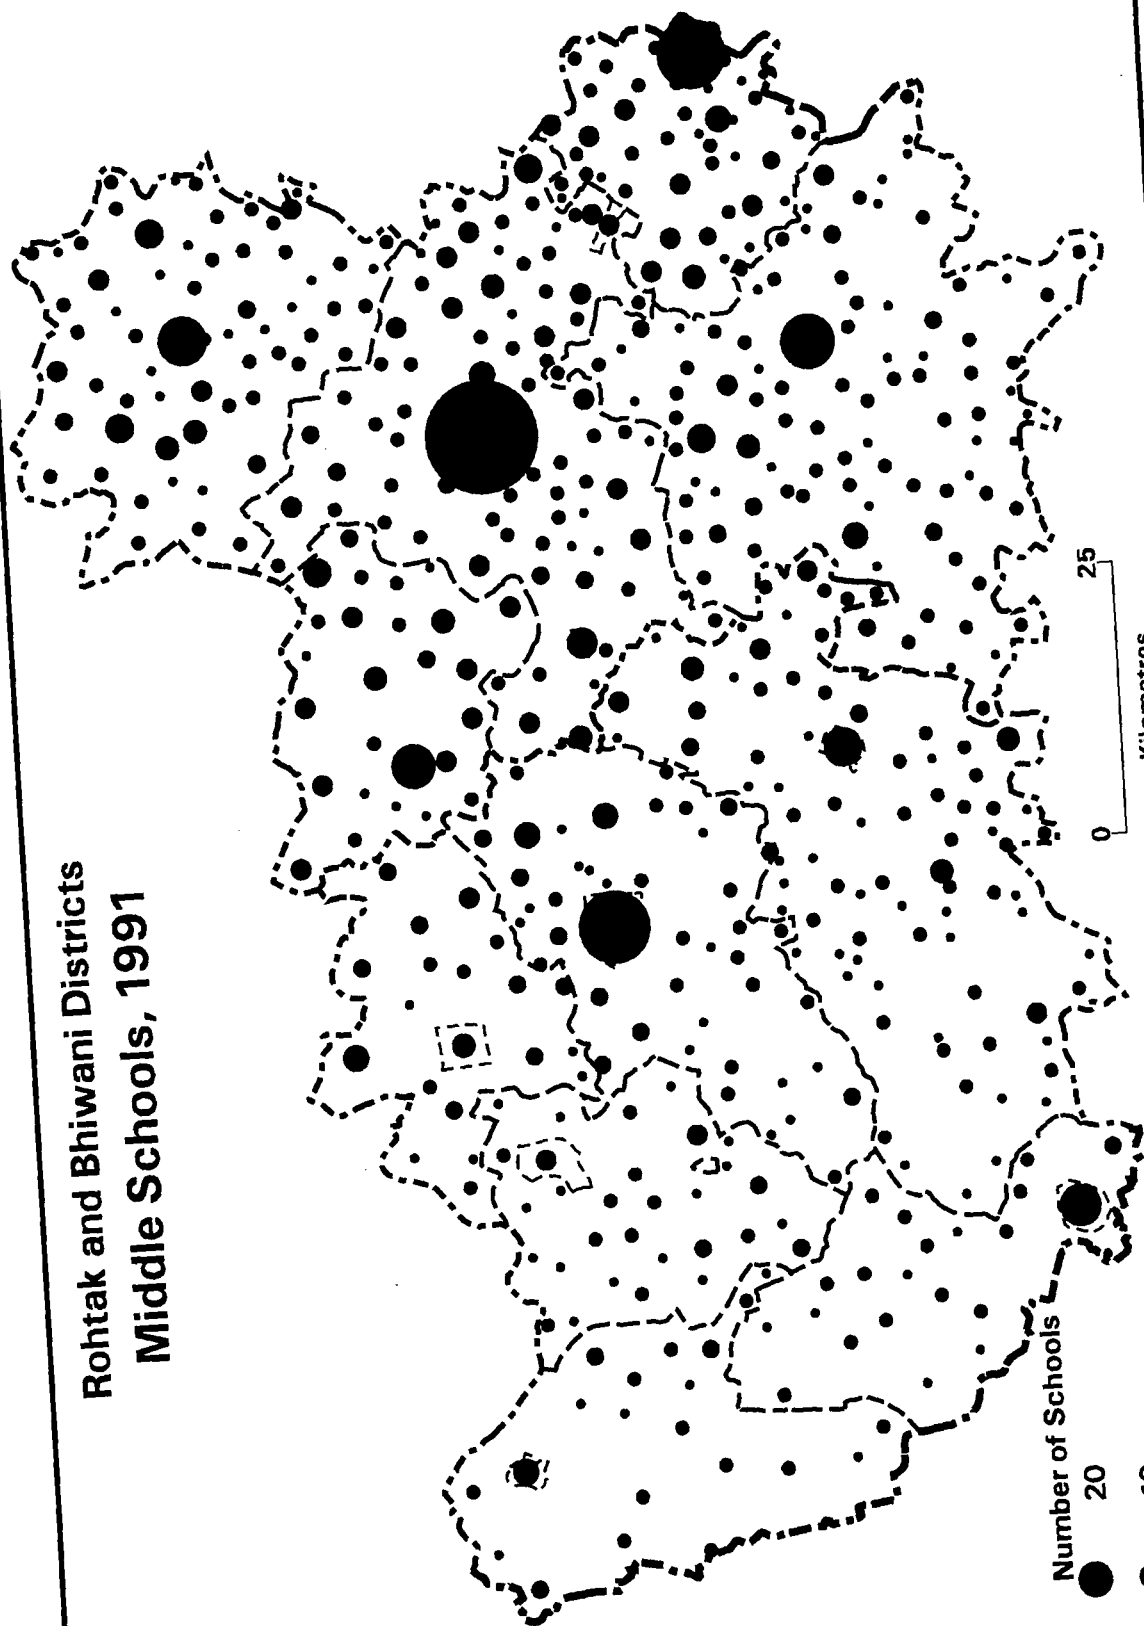 Rohtak and Bhiwani Districts
Middle Schools, 1991
Number of Schools
20
0
25